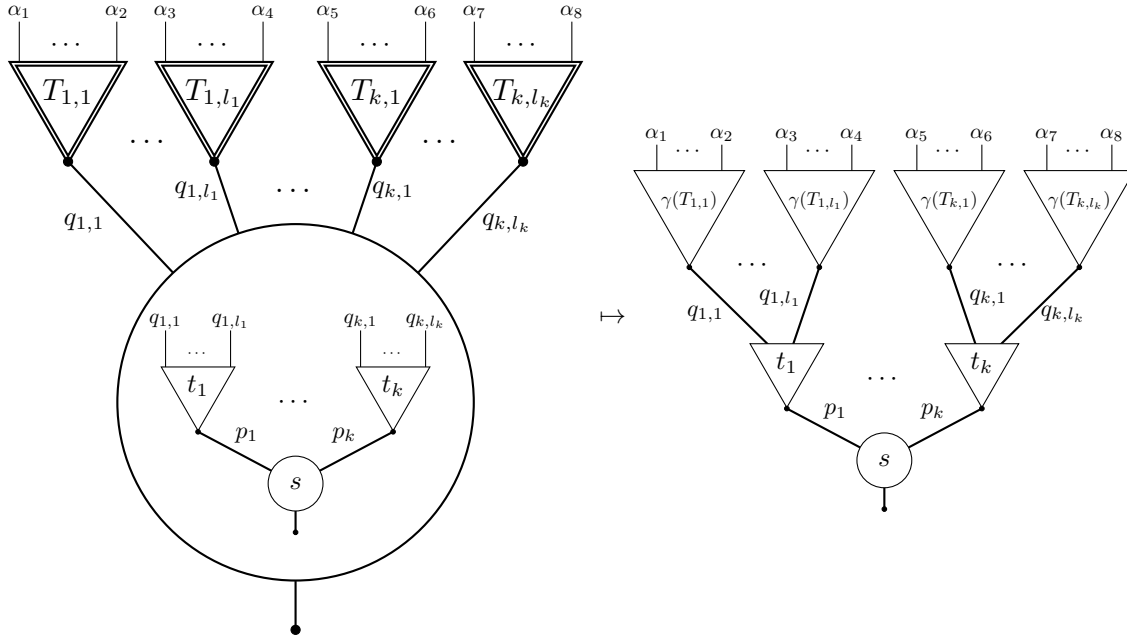 α₁ α₂ α₃ α₄ α₅ α₆ α₇ α₈
... ... ... ...
T₁,₁ T₁,ₗ₁ Tₖ,₁ Tₖ,ₗₖ
... ...
q₁,₁ q₁,ₗ₁ ... qₖ,₁ qₖ,ₗₖ
q₁,₁ q₁,ₗ₁ qₖ,₁ qₖ,ₗₖ
... ...
t₁ ... tₖ
p₁ pₖ
s
↦
α₁ α₂ α₃ α₄ α₅ α₆ α₇ α₈
... ... ... ...
γ(T₁,₁) γ(T₁,ₗ₁) γ(Tₖ,₁) γ(Tₖ,ₗₖ)
... ...
q₁,₁ q₁,ₗ₁ qₖ,₁ qₖ,ₗₖ
t₁ ... tₖ
p₁ pₖ
s